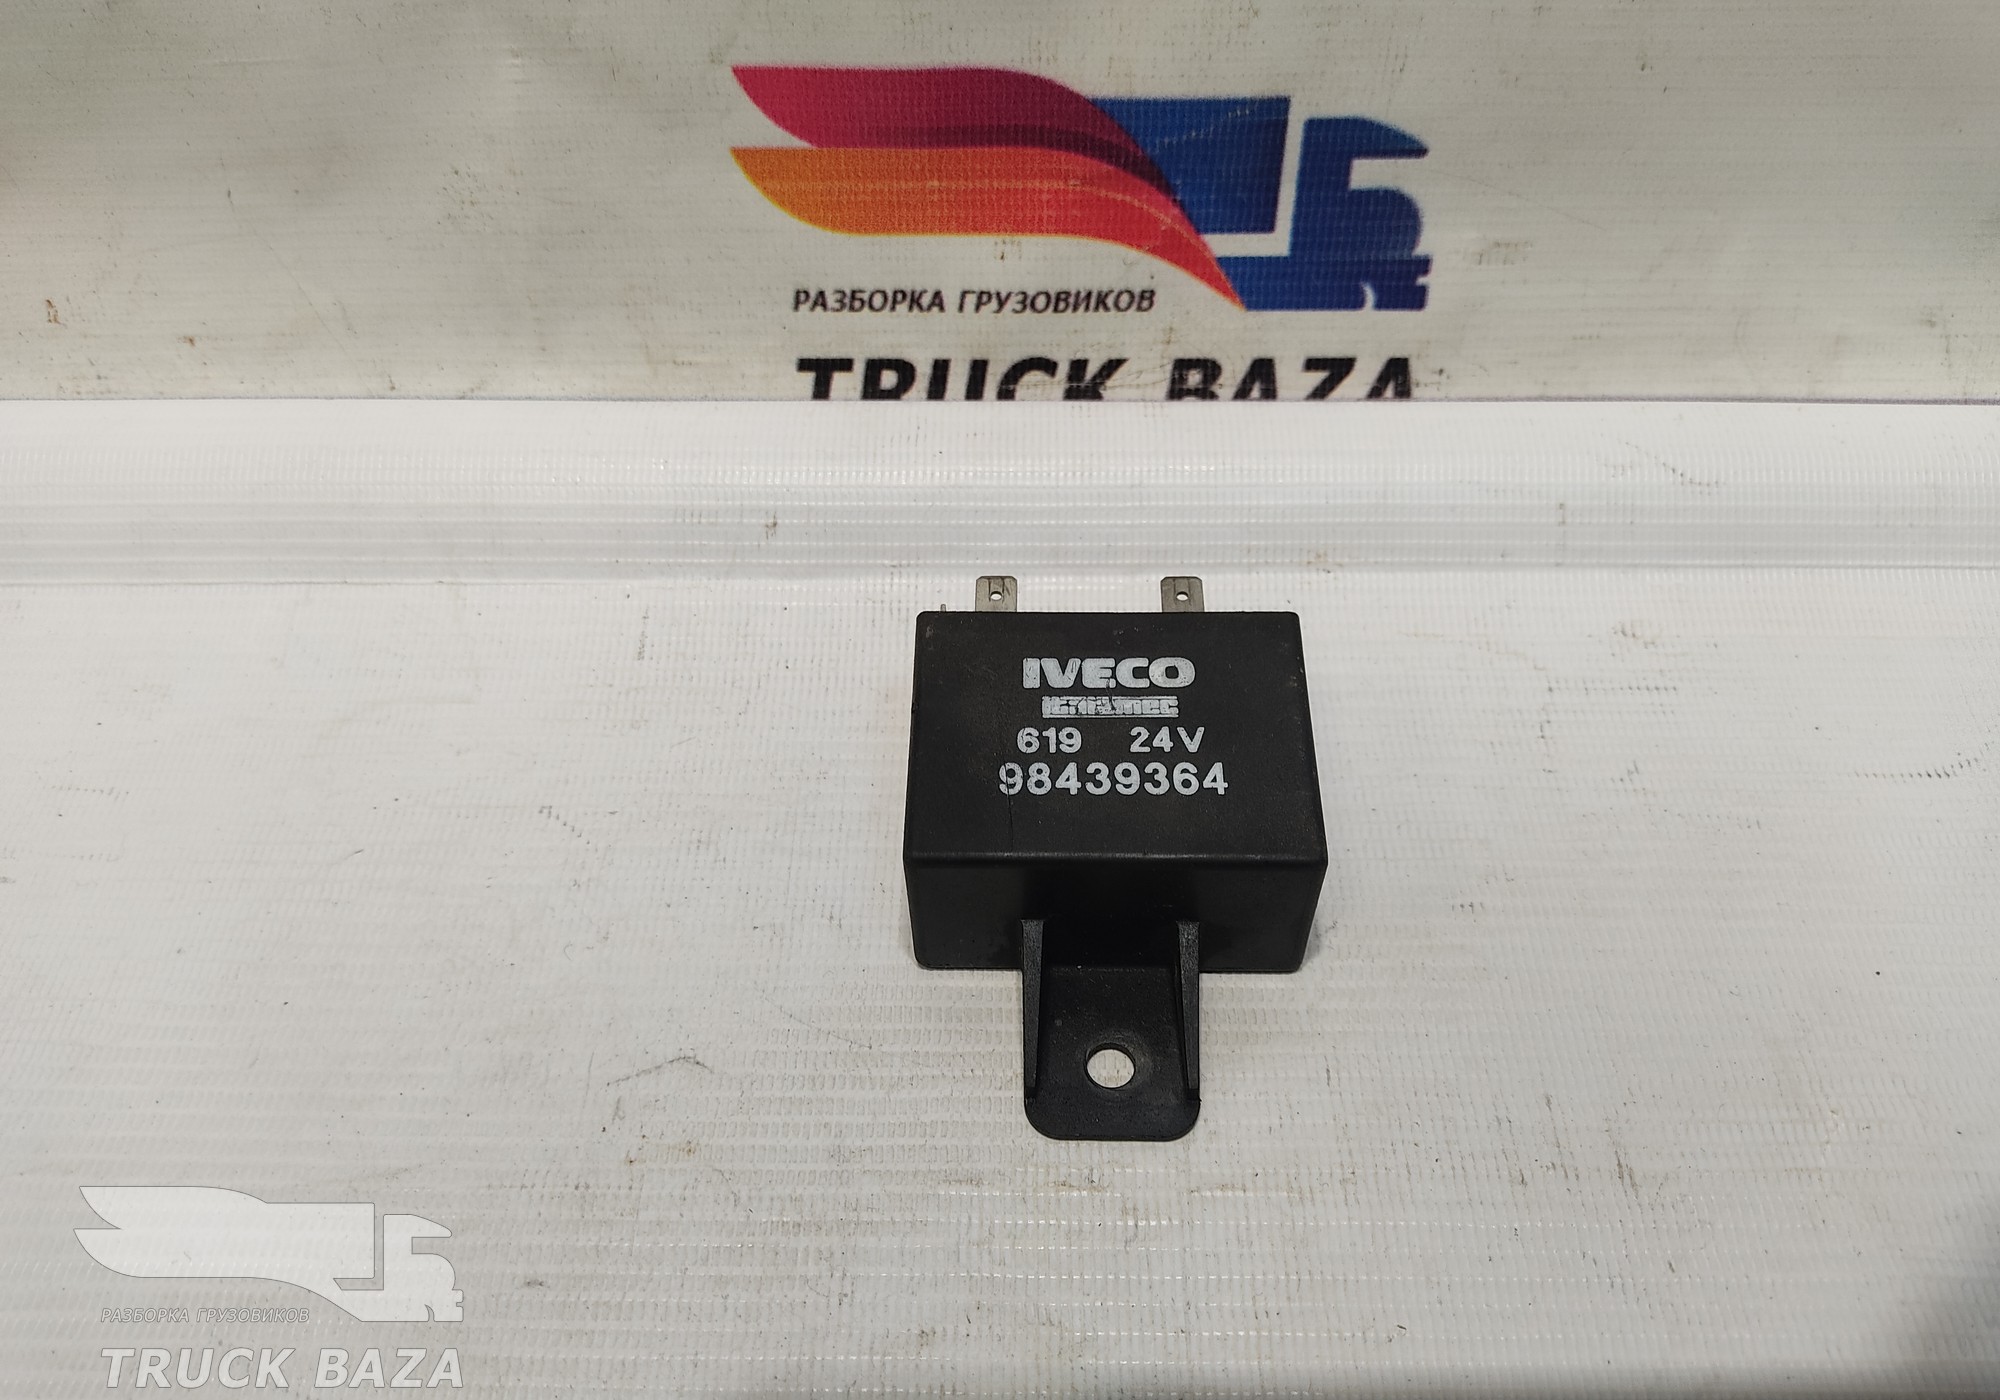 РАЗБОРКА ГРУЗОВИКОВ
TRUCK BAZA
IVECO
619 24V
98439364
РАЗБОРКА ГРУЗОВИКОВ
TRUCK BAZA